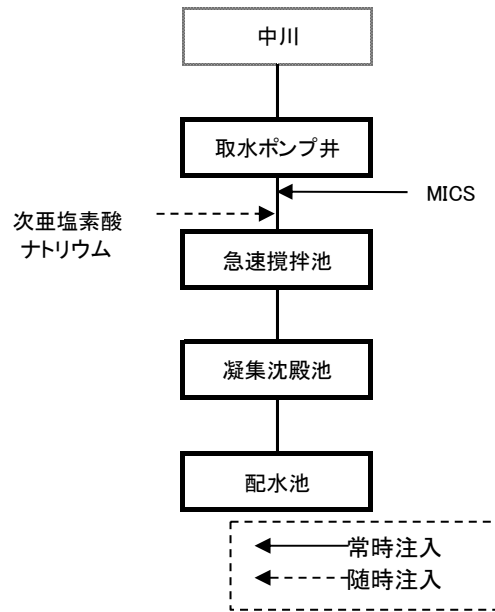 中川
取水ポンプ井
MICS
次亜塩素酸
ナトリウム
急速撹拌池
凝集沈殿池
配水池
常時注入
随時注入